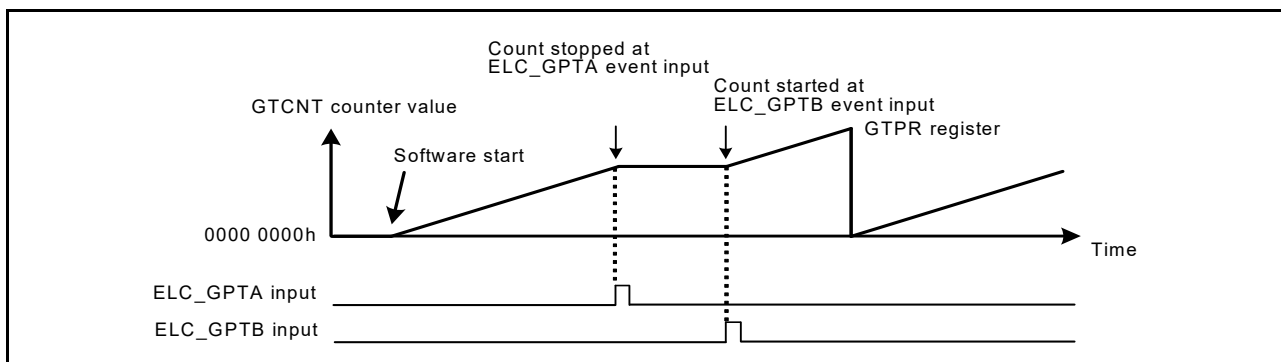 Count stopped at
ELC_GPTA event input
Count started at
ELC_GPTB event input
GTCNT counter value
GTPR register
Software start
0000 0000h
Time
ELC_GPTA input
ELC_GPTB input